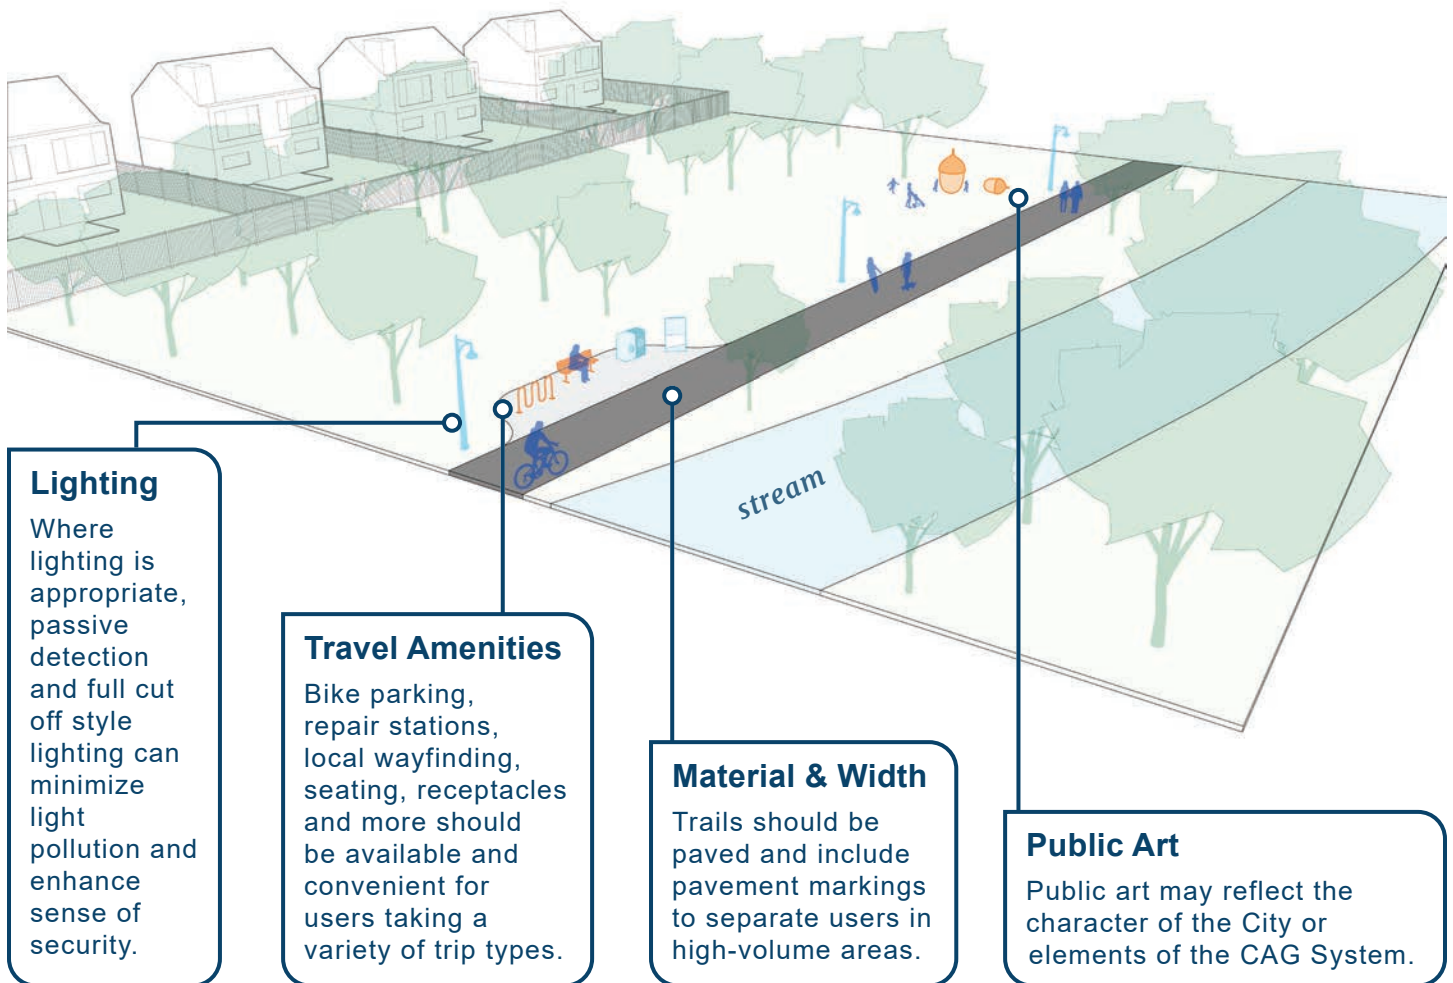 stream
Lighting
Where
lighting is
appropriate,
passive
detection
and full cut
off style
lighting can
minimize
light
pollution and
enhance
sense of
security.
Travel Amenities
Bike parking,
repair stations,
local wayfinding,
seating, receptacles
and more should
be available and
convenient for
users taking a
variety of trip types.
Material & Width
Trails should be
paved and include
pavement markings
to separate users in
high-volume areas.
Public Art
Public art may reflect the
character of the City or
elements of the CAG System.